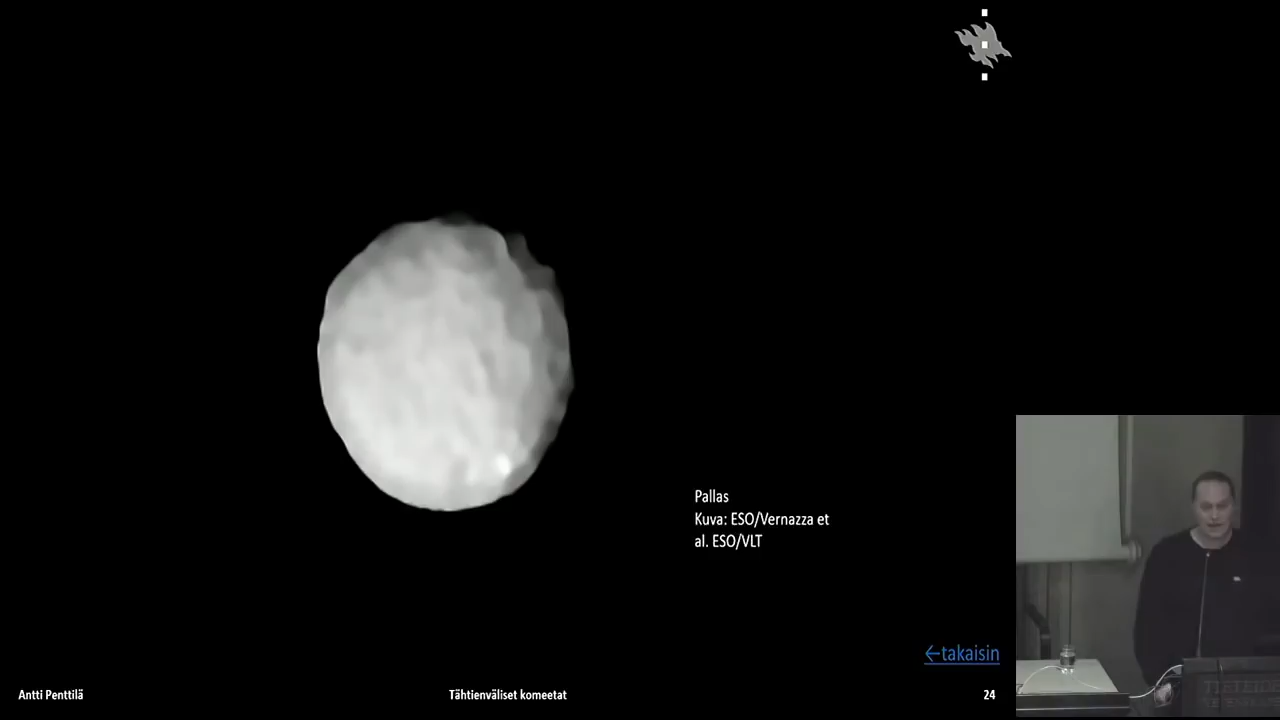 Pallas
Kuva: ESO/Vernazza et
al. ESO/VLT
←takaisin
Antti Penttilä
Tähtienväliset komeetat
24